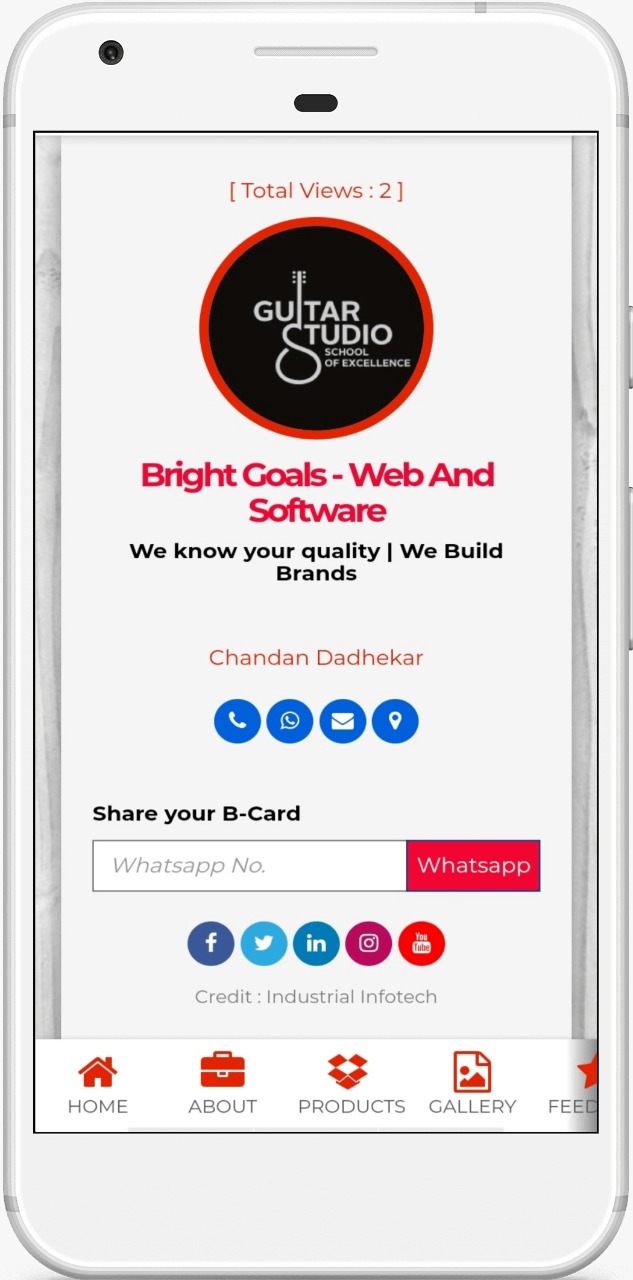 [ Total Views : 2 ]
GUITAR
STUDIO
SCHOOL
OF EXCELLENCE
Bright Goals - Web And
Software
We know your quality | We Build
Brands
Chandan Dadhekar
Share your B-Card
Whatsapp No.
Whatsapp
You
Tube
Credit : Industrial Infotech
HOME ABOUT PRODUCTS GALLERY FEED